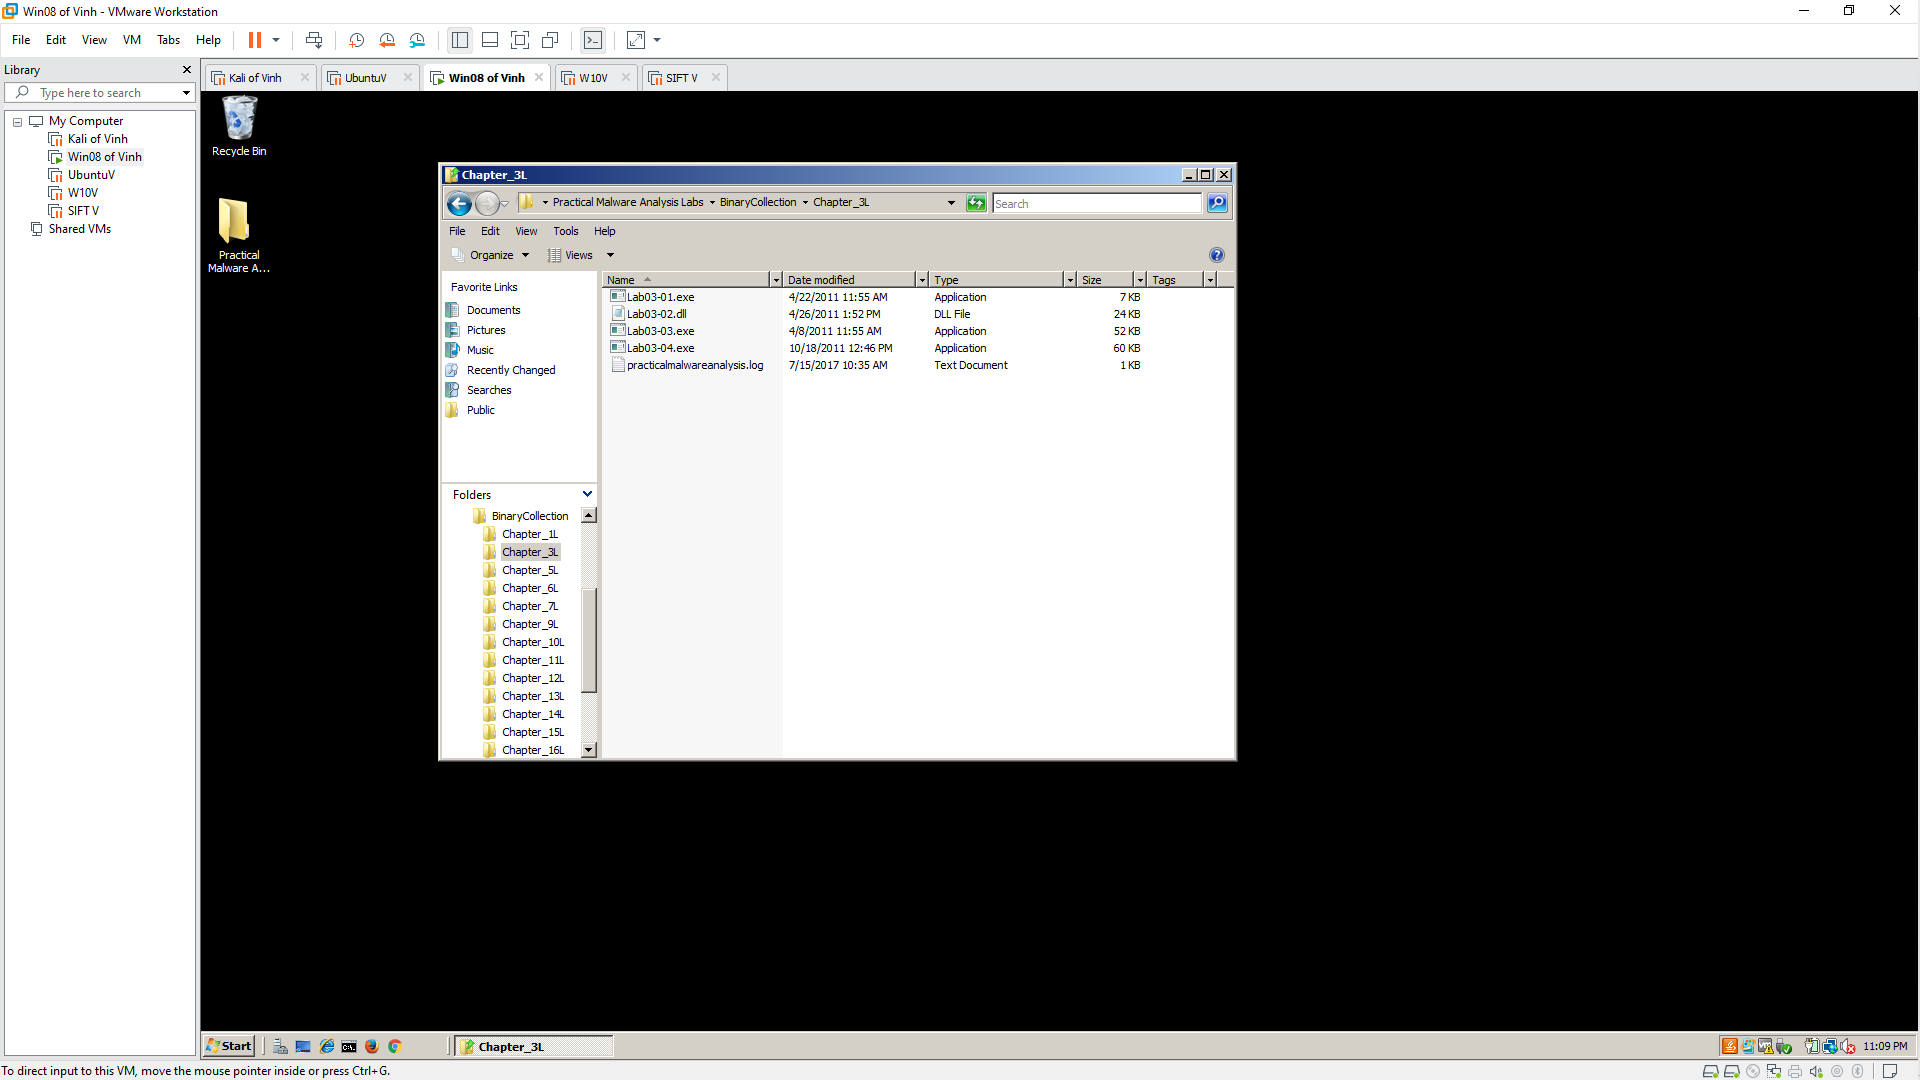 Win08 of Vinh - VMware Workstation
File Edit View VM Tabs Help
Library
Type here to search
My Computer
Kali of Vinh
Win08 of Vinh
UbuntuV
W10V
SIFT V
Shared VMs
Kali of Vinh UbuntuV Win08 of Vinh W10V SIFT V
Recycle Bin
Practical
Malware A...
Chapter_3L
Practical Malware Analysis Labs BinaryCollection Chapter_3L Search
File Edit View Tools Help
Organize Views
Favorite Links
Documents
Pictures
Music
Recently Changed
Searches
Public
Folders
BinaryCollection
Chapter_1L
Chapter_3L
Chapter_5L
Chapter_6L
Chapter_7L
Chapter_9L
Chapter_10L
Chapter_11L
Chapter_12L
Chapter_13L
Chapter_14L
Chapter_15L
Chapter_16L
Name Date modified Type Size Tags
Lab03-01.exe 4/22/2011 11:55 AM Application 7 KB
Lab03-02.dll 4/26/2011 1:52 PM DLL File 24 KB
Lab03-03.exe 4/8/2011 11:55 AM Application 52 KB
Lab03-04.exe 10/18/2011 12:46 PM Application 60 KB
practicalmalwareanalysis.log 7/15/2017 10:35 AM Text Document 1 KB
Start Chapter_3L 11:09 PM
To direct input to this VM, move the mouse pointer inside or press Ctrl+G.